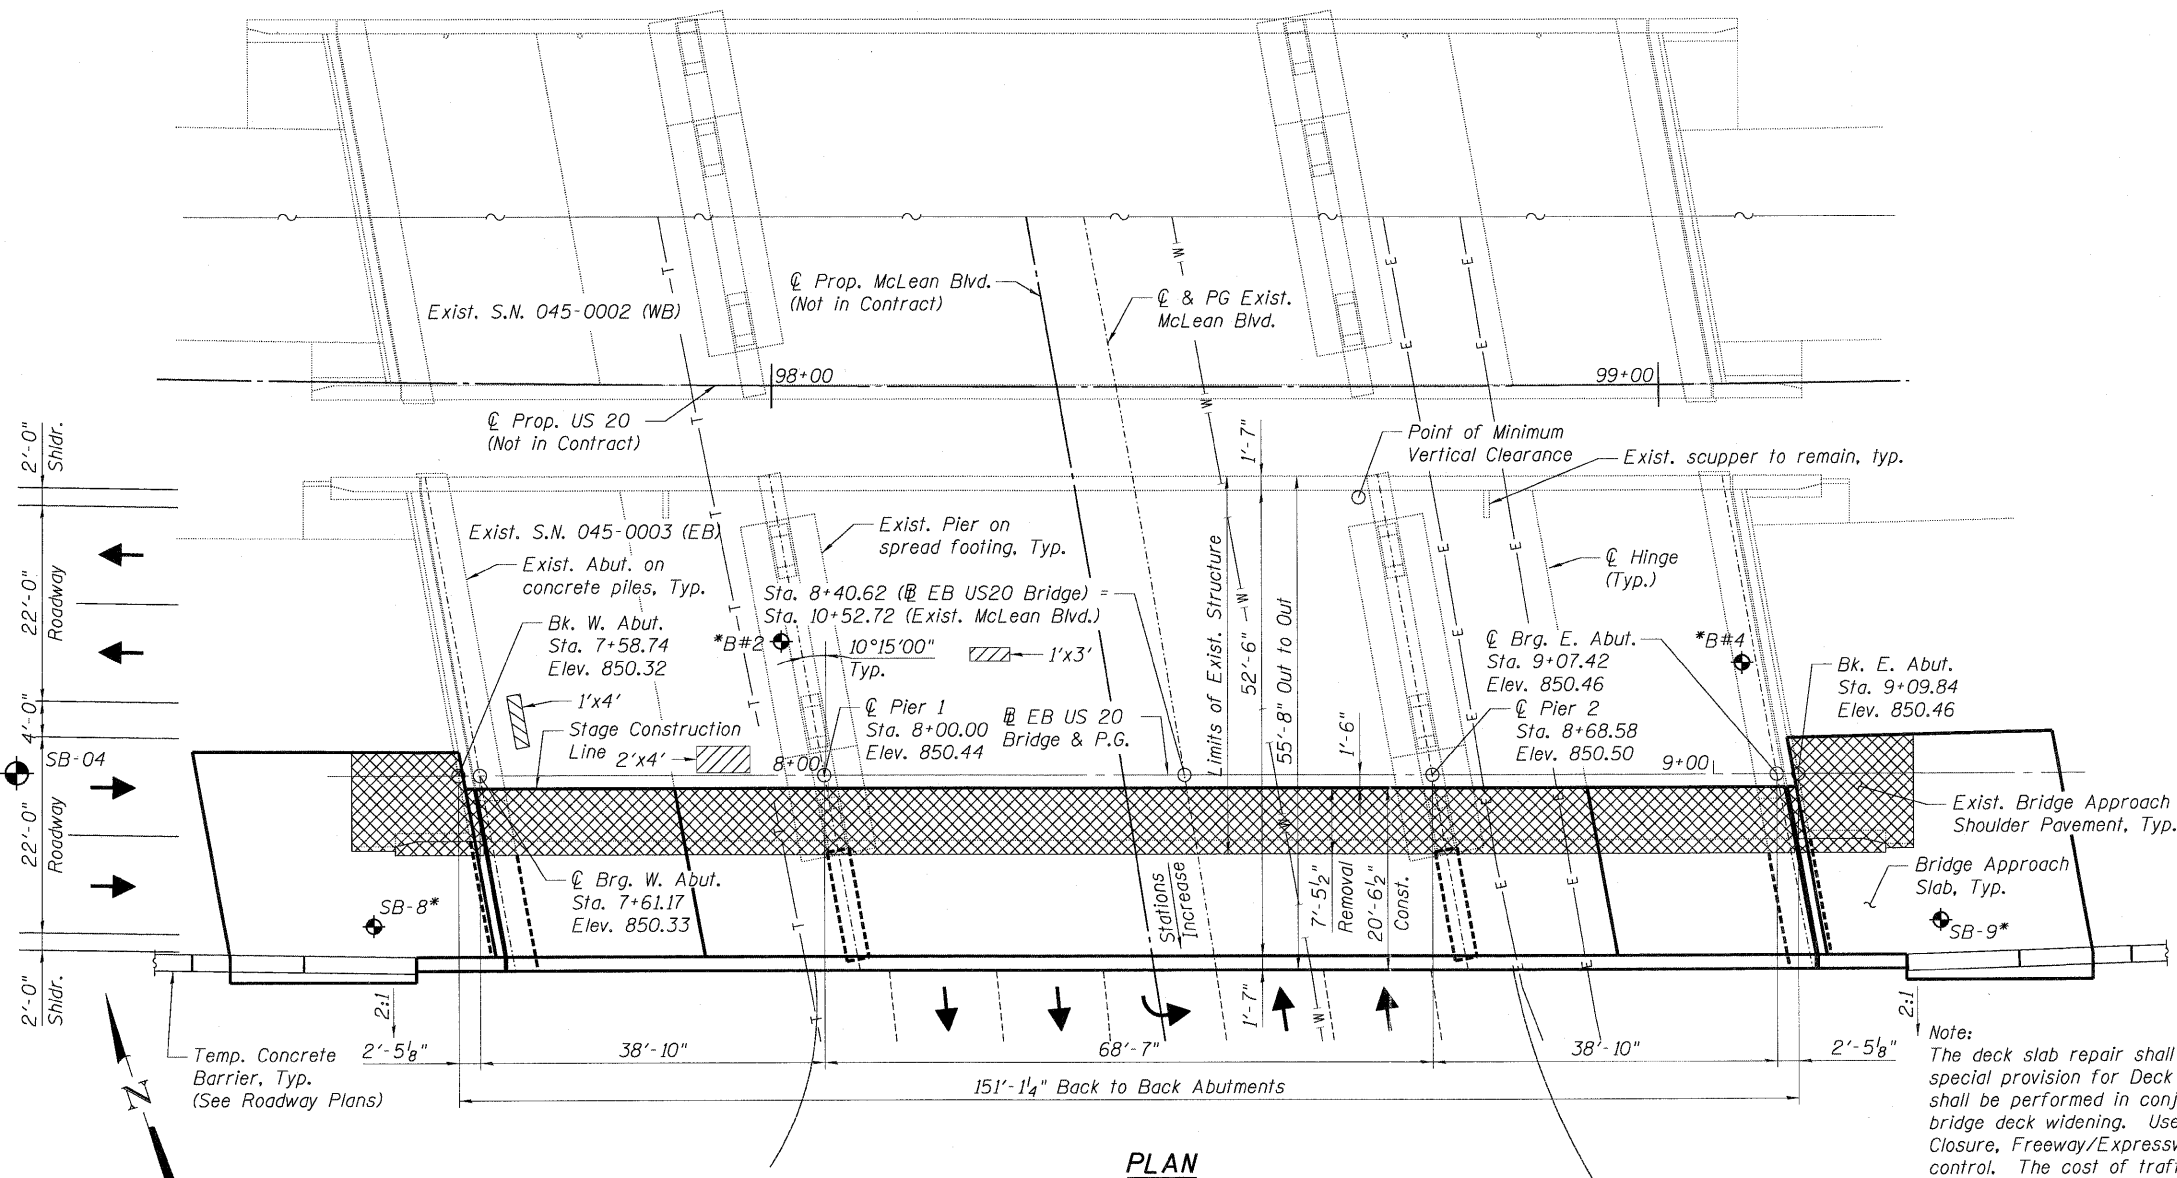 ℄ Prop. McLean Blvd.
(Not in Contract)
℄ & PG Exist.
McLean Blvd.
Exist. S.N. 045-0002 (WB)
98+00
99+00
℄ Prop. US 20
(Not in Contract)
Point of Minimum
Vertical Clearance
Exist. scupper to remain, typ.
1'-7"
2'-0"
Shldr.
22'-0"
Roadway
4'-0"
22'-0"
Roadway
2'-0"
Shldr.
Exist. S.N. 045-0003 (EB)
Exist. Abut. on
concrete piles, Typ.
Exist. Pier on
spread footing, Typ.
Sta. 8+40.62 (℄ EB US20 Bridge) =
Sta. 10+52.72 (Exist. McLean Blvd.)
Limits of Exist. Structure
52'-6"
55'-8" Out to Out
℄ Hinge
(Typ.)
Bk. W. Abut.
Sta. 7+58.74
Elev. 850.32
*B#2
10°15'00"
Typ.
1'x3'
℄ Brg. E. Abut.
Sta. 9+07.42
Elev. 850.46
*B#4
Bk. E. Abut.
Sta. 9+09.84
Elev. 850.46
1'x4'
Stage Construction
Line
2'x4'
℄ Pier 1
Sta. 8+00.00
Elev. 850.44
EB US 20
Bridge & P.G.
1'-6"
℄ Pier 2
Sta. 8+68.58
Elev. 850.50
SB-04
8+00
9+00
Exist. Bridge Approach
Shoulder Pavement, Typ.
Bridge Approach
Slab, Typ.
℄ Brg. W. Abut.
Sta. 7+61.17
Elev. 850.33
SB-8*
SB-9*
Stations
Increase
7'-5½"
Removal
20'-6½"
Const.
1'-7"
2:1
2:1
T T T T T T
W W W W W W
E E E E E E E E E E E E
Temp. Concrete
Barrier, Typ.
(See Roadway Plans)
N
2'-5⅛"
38'-10"
68'-7"
38'-10"
2'-5⅛"
151'-1¼" Back to Back Abutments
Note:
The deck slab repair shall
special provision for Deck
shall be performed in conj
bridge deck widening. Use
Closure, Freeway/Expressw
control. The cost of traf
PLAN